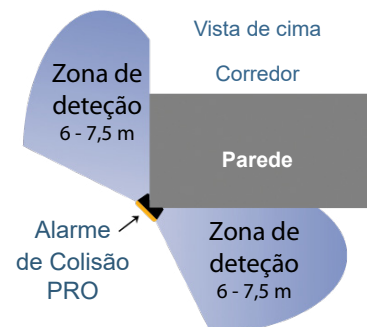 Vista de cima
Corredor
Zona de
deteção
6 - 7,5 m
Parede
Alarme
de Colisão
PRO
Zona de
deteção
6 - 7,5 m